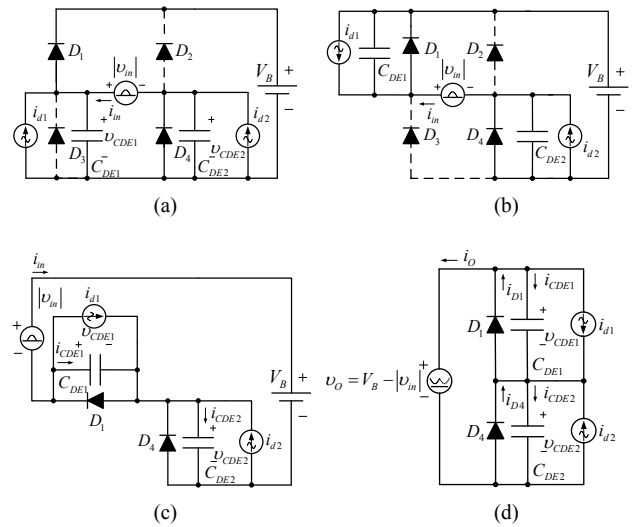 D1
D2
|υin|
+ −
iin
VB
+
−
id1
D3
+
υCDE1
−
CDE1
D4
+
υCDE2
−
CDE2
id2
(a)
id1
CDE1
D1
D2
|υin|
+ −
iin
VB
+
−
D3
D4
CDE2
id2
(b)
iin
|υin|
+
−
id1
υCDE1
+ −
iCDE1
CDE1
D1
D4
iCDE2
+
υCDE2
−
CDE2
id2
VB
+
−
(c)
iO
iD1
iCDE1
D1
+
υCDE1
−
CDE1
id1
υO = VB − |υin|
+
−
iD4
iCDE2
D4
+
υCDE2
−
CDE2
id2
(d)